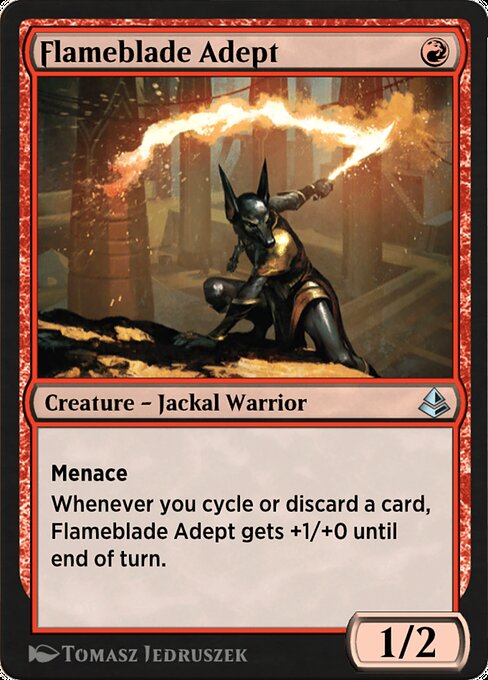 Flameblade Adept
Creature – Jackal Warrior
Menace
Whenever you cycle or discard a card,
Flameblade Adept gets +1/+0 until
end of turn.
1/2
Tomasz Jedruszek